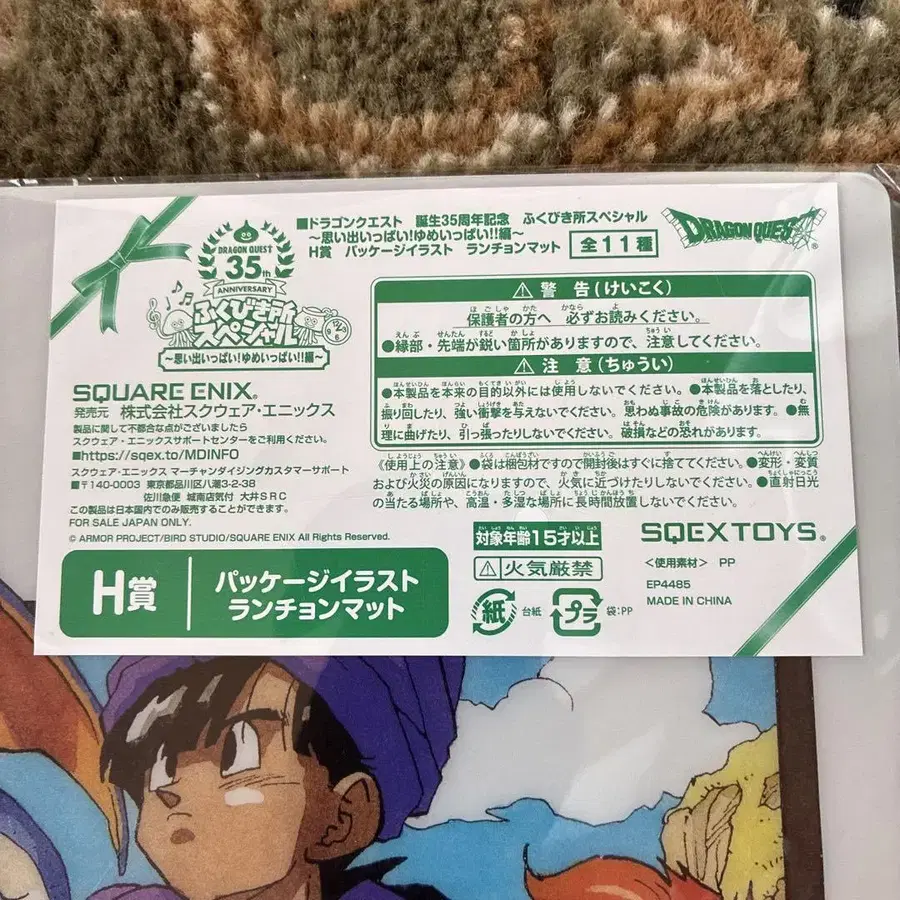 ■ドラゴンクエスト 誕生35周年記念 ふくびき所スペシャル
～思い出いっぱい!ゆめいっぱい!!編～
H賞 パッケージイラスト ランチョンマット 全11種
DRAGON QUEST®
DRAGON QUEST
35th
ANNIVERSARY
ふくびき所
スペシャル
～思い出いっぱい!ゆめいっぱい!!編～
⚠ 警 告(けいこく)
保護者の方へ 必ずお読みください。
●縁部・先端が鋭い箇所がありますので、注意してください。
⚠ 注 意(ちゅうい)
●本製品を本来の目的以外には使用しないでください。 ●本製品を落としたり、
振り回したり、強い衝撃を与えないでください。思わぬ事故の危険があります。●無
理に曲げたり、引っ張ったりしないでください。破損などの恐れがあります。
《使用上の注意》●袋は梱包材ですので開封後はすぐに捨ててください。●変形・変質
および火災の原因になりますので、火気に近づけたりしないでください。●直射日光
の当たる場所や、高温・多湿な場所に長時間放置しないでください。
SQUARE ENIX®
発売元 株式会社スクウェア・エニックス
製品に関して不都合な点がございましたら
スクウェア・エニックスサポートセンターをご利用ください。
■https://sqex.to/MDINFO
スクウェア・エニックス マーチャンダイジングカスタマーサポート
■〒140-0003 東京都品川区八潮3-2-38
佐川急便 城南店気付 大井SRC
この製品は日本国内でのみ販売することができます。
FOR SALE JAPAN ONLY.
© ARMOR PROJECT/BIRD STUDIO/SQUARE ENIX All Rights Reserved.
対象年齢15才以上
⚠火気厳禁
紙 台紙
プラ 袋:PP
SQEXTOYS®
<使用素材> PP
EP4485
MADE IN CHINA
H賞
パッケージイラスト
ランチョンマット